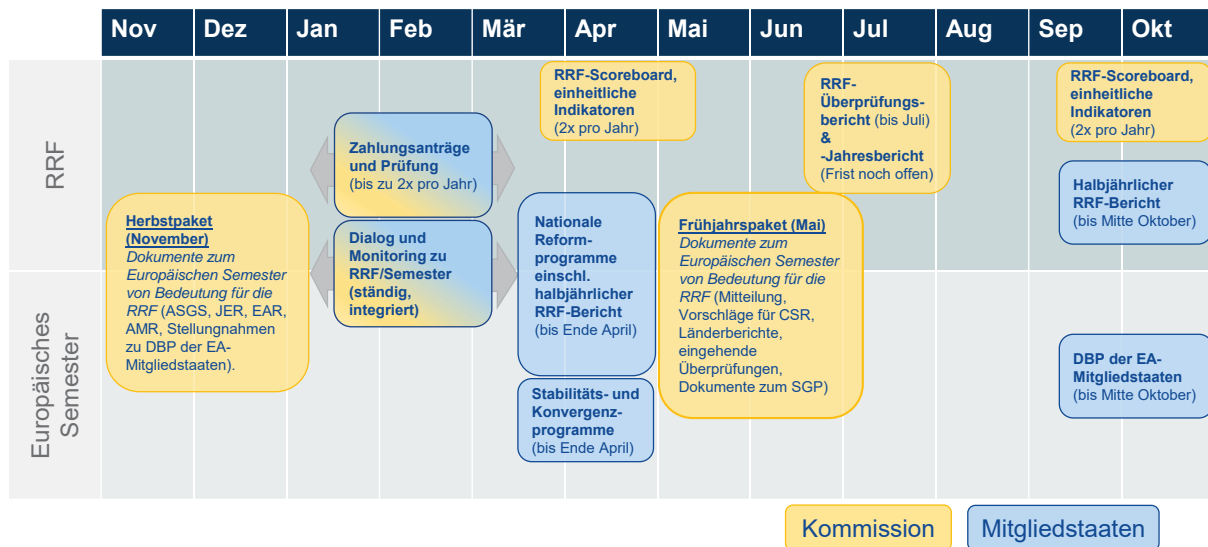 Nov Dez Jan Feb Mär Apr Mai Jun Jul Aug Sep Okt
RRF
Europäisches
Semester
Herbstpaket
(November)
Dokumente zum
Europäischen Semester
von Bedeutung für die
RRF (ASGS, JER, EAR,
AMR, Stellungnahmen
zu DBP der EA-
Mitgliedstaaten).
Zahlungsanträge
und Prüfung
(bis zu 2x pro Jahr)
Dialog und
Monitoring zu
RRF/Semester
(ständig,
integriert)
RRF-Scoreboard,
einheitliche
Indikatoren
(2x pro Jahr)
Nationale
Reform-
programme
einschl.
halbjährlicher
RRF-Bericht
(bis Ende April)
Stabilitäts- und
Konvergenz-
programme
(bis Ende April)
Frühjahrspaket (Mai)
Dokumente zum
Europäischen Semester
von Bedeutung für die
RRF (Mitteilung,
Vorschläge für CSR,
Länderberichte,
eingehende
Überprüfungen,
Dokumente zum SGP)
RRF-
Überprüfungs-
bericht (bis Juli)
&
-Jahresbericht
(Frist noch offen)
RRF-Scoreboard,
einheitliche
Indikatoren
(2x pro Jahr)
Halbjährlicher
RRF-Bericht
(bis Mitte Oktober)
DBP der EA-
Mitgliedstaaten
(bis Mitte Oktober)
Kommission
Mitgliedstaaten